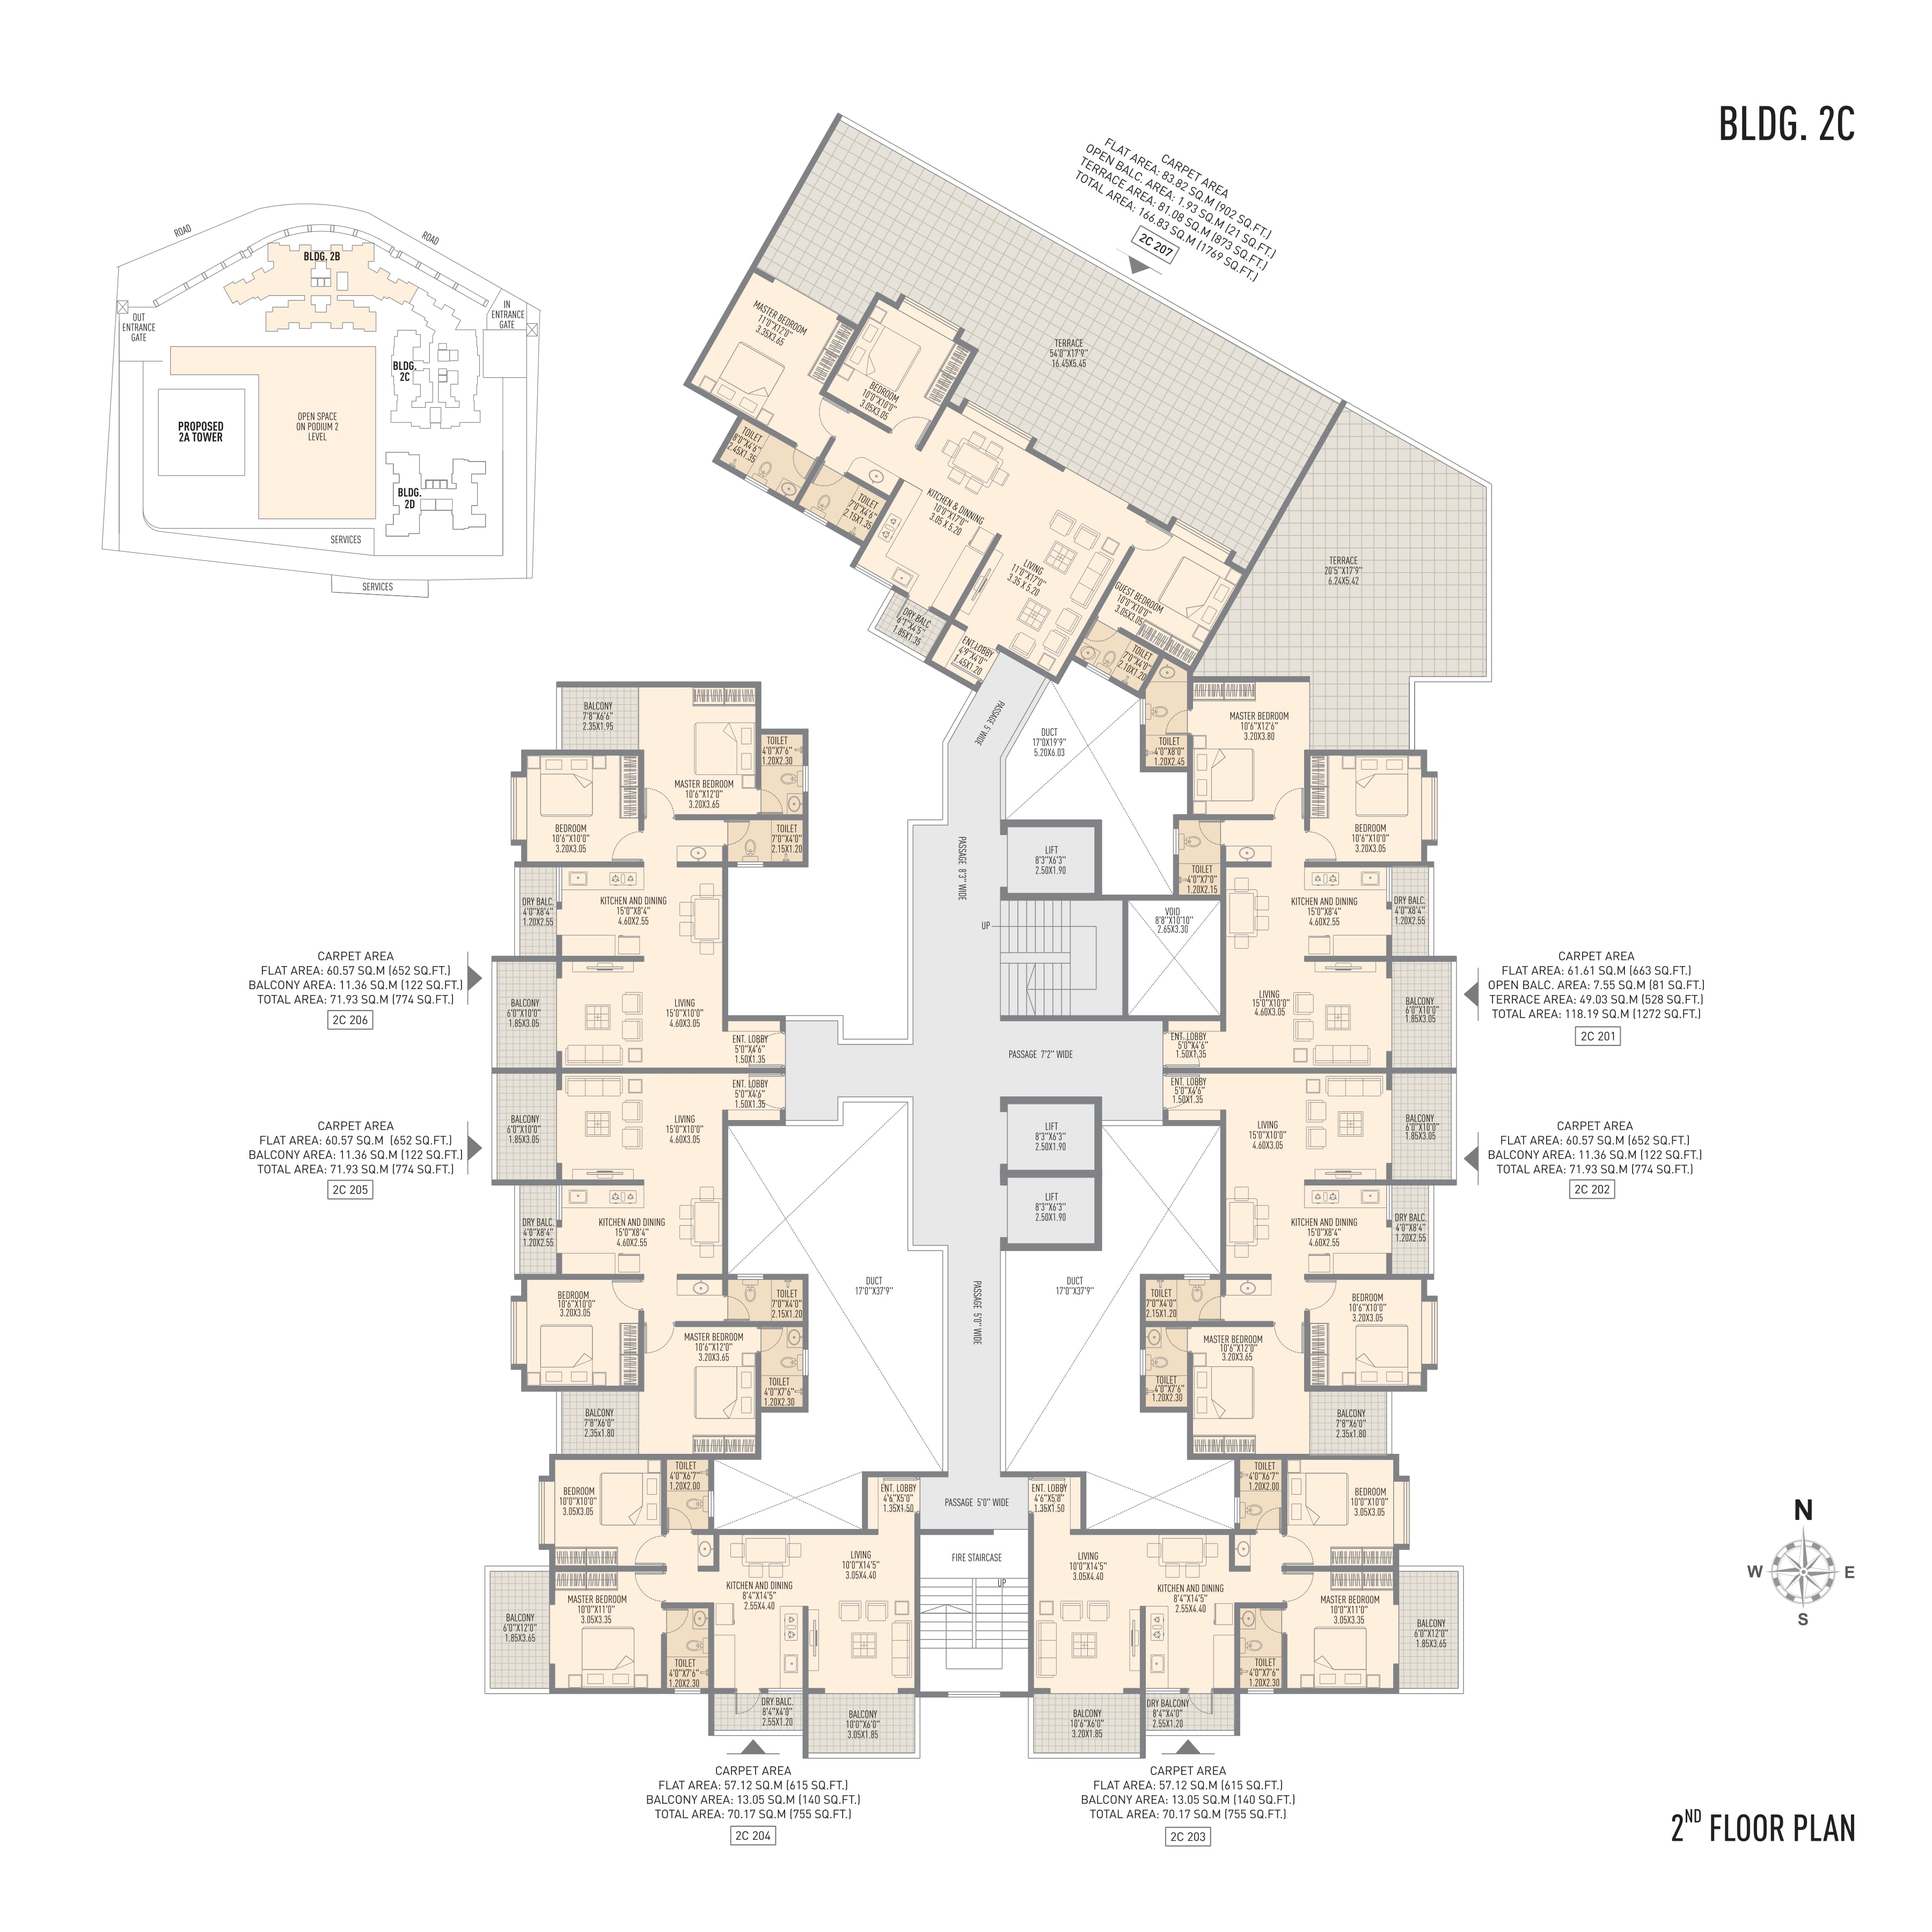 BLDG. 2C
ROAD
ROAD
BLDG. 2B
OUT
ENTRANCE
GATE
IN
ENTRANCE
GATE
BLDG.
2C
PROPOSED
2A TOWER
OPEN SPACE
ON PODIUM 2
LEVEL
BLDG.
2D
SERVICES
SERVICES
CARPET AREA
FLAT AREA: 83.82 SQ.M (902 SQ.FT.)
OPEN BALC. AREA: 1.93 SQ.M (21 SQ.FT.)
TERRACE AREA: 81.08 SQ.M (873 SQ.FT.)
TOTAL AREA: 166.83 SQ.M (1769 SQ.FT.)
2C 207
MASTER BEDROOM
11'0"X12'0"
3.35X3.65
BEDROOM
10'0"X10'0"
3.05X3.05
TERRACE
54'0"X17'9"
16.45X5.45
TOILET
8'0"X4'6"
2.45X1.35
TOILET
7'0"X4'6"
2.15X1.35
KITCHEN & DINNING
10'0"X17'0"
3.05 X 5.20
LIVING
11'0"X17'0"
3.35 X 5.20
GUEST BEDROOM
10'0"X10'0"
3.05X3.05
TERRACE
20'5"X17'9"
6.24X5.42
DRY BALC
6'1"X4'5"
1.85X1.35
ENT.LOBBY
4'9"X4'0"
1.45X1.20
TOILET
7'0"X4'0"
2.10X1.20
PASSAGE 5' WIDE
DUCT
17'0X19'9"
5.20X6.03
TOILET
4'0"X8'0"
1.20X2.45
MASTER BEDROOM
10'6"X12'6"
3.20X3.80
BALCONY
7'8"X6'6"
2.35X1.95
TOILET
4'0"X7'6"
1.20X2.30
MASTER BEDROOM
10'6"X12'0"
3.20X3.65
BEDROOM
10'6"X10'0"
3.20X3.05
TOILET
7'0"X4'0"
2.15X1.20
PASSAGE 8'3" WIDE
LIFT
8'3"X6'3"
2.50X1.90
TOILET
4'0"X7'0"
1.20X2.15
BEDROOM
10'6"X10'0"
3.20X3.05
DRY BALC.
4'0"X8'4"
1.20X2.55
KITCHEN AND DINING
15'0"X8'4"
4.60X2.55
UP
VOID
8'8"X10'10"
2.65X3.30
KITCHEN AND DINING
15'0"X8'4"
4.60X2.55
DRY BALC.
4'0"X8'4"
1.20X2.55
CARPET AREA
FLAT AREA: 60.57 SQ.M (652 SQ.FT.)
BALCONY AREA: 11.36 SQ.M (122 SQ.FT.)
TOTAL AREA: 71.93 SQ.M (774 SQ.FT.)
2C 206
BALCONY
6'0"X10'0"
1.85X3.05
LIVING
15'0"X10'0"
4.60X3.05
ENT. LOBBY
5'0"X4'6"
1.50X1.35
PASSAGE 7'2" WIDE
ENT. LOBBY
5'0"X4'6"
1.50X1.35
LIVING
15'0"X10'0"
4.60X3.05
BALCONY
6'0"X10'0"
1.85X3.05
CARPET AREA
FLAT AREA: 61.61 SQ.M (663 SQ.FT.)
OPEN BALC. AREA: 7.55 SQ.M (81 SQ.FT.)
TERRACE AREA: 49.03 SQ.M (528 SQ.FT.)
TOTAL AREA: 118.19 SQ.M (1272 SQ.FT.)
2C 201
CARPET AREA
FLAT AREA: 60.57 SQ.M (652 SQ.FT.)
BALCONY AREA: 11.36 SQ.M (122 SQ.FT.)
TOTAL AREA: 71.93 SQ.M (774 SQ.FT.)
2C 205
BALCONY
6'0"X10'0"
1.85X3.05
ENT. LOBBY
5'0"X4'6"
1.50X1.35
LIVING
15'0"X10'0"
4.60X3.05
LIFT
8'3"X6'3"
2.50X1.90
ENT. LOBBY
5'0"X4'6"
1.50X1.35
LIVING
15'0"X10'0"
4.60X3.05
BALCONY
6'0"X10'0"
1.85X3.05
CARPET AREA
FLAT AREA: 60.57 SQ.M (652 SQ.FT.)
BALCONY AREA: 11.36 SQ.M (122 SQ.FT.)
TOTAL AREA: 71.93 SQ.M (774 SQ.FT.)
2C 202
DRY BALC.
4'0"X8'4"
1.20X2.55
KITCHEN AND DINING
15'0"X8'4"
4.60X2.55
LIFT
8'3"X6'3"
2.50X1.90
KITCHEN AND DINING
15'0"X8'4"
4.60X2.55
DRY BALC.
4'0"X8'4"
1.20X2.55
BEDROOM
10'6"X10'0"
3.20X3.05
TOILET
7'0"X4'0"
2.15X1.20
DUCT
17'0"X37'9"
PASSAGE 5'0" WIDE
DUCT
17'0"X37'9"
TOILET
7'0"X4'0"
2.15X1.20
BEDROOM
10'6"X10'0"
3.20X3.05
MASTER BEDROOM
10'6"X12'0"
3.20X3.65
TOILET
4'0"X7'6"
1.20X2.30
MASTER BEDROOM
10'6"X12'0"
3.20X3.65
TOILET
4'0"X7'6"
1.20X2.30
BALCONY
7'8"X6'0"
2.35x1.80
BALCONY
7'8"X6'0"
2.35x1.80
BEDROOM
10'0"X10'0"
3.05X3.05
TOILET
4'0"X6'7"
1.20X2.00
ENT. LOBBY
4'6"X5'0"
1.35X1.50
PASSAGE 5'0" WIDE
ENT. LOBBY
4'6"X5'0"
1.35X1.50
TOILET
4'0"X6'7"
1.20X2.00
BEDROOM
10'0"X10'0"
3.05X3.05
N
W
E
S
BALCONY
6'0"X12'0"
1.85X3.65
MASTER BEDROOM
10'0"X11'0"
3.05X3.35
TOILET
4'0"X7'6"
1.20X2.30
KITCHEN AND DINING
8'4"X14'5"
2.55X4.40
LIVING
10'0"X14'5"
3.05X4.40
FIRE STAIRCASE
UP
LIVING
10'0"X14'5"
3.05X4.40
KITCHEN AND DINING
8'4"X14'5"
2.55X4.40
TOILET
4'0"X7'6"
1.20X2.30
MASTER BEDROOM
10'0"X11'0"
3.05X3.35
BALCONY
6'0"X12'0"
1.85X3.65
DRY BALC.
8'4"X4'0"
2.55X1.20
BALCONY
10'0"X6'0"
3.05X1.85
BALCONY
10'6"X6'0"
3.20X1.85
DRY BALCONY
8'4"X4'0"
2.55X1.20
CARPET AREA
FLAT AREA: 57.12 SQ.M (615 SQ.FT.)
BALCONY AREA: 13.05 SQ.M (140 SQ.FT.)
TOTAL AREA: 70.17 SQ.M (755 SQ.FT.)
2C 204
CARPET AREA
FLAT AREA: 57.12 SQ.M (615 SQ.FT.)
BALCONY AREA: 13.05 SQ.M (140 SQ.FT.)
TOTAL AREA: 70.17 SQ.M (755 SQ.FT.)
2C 203
2ND FLOOR PLAN